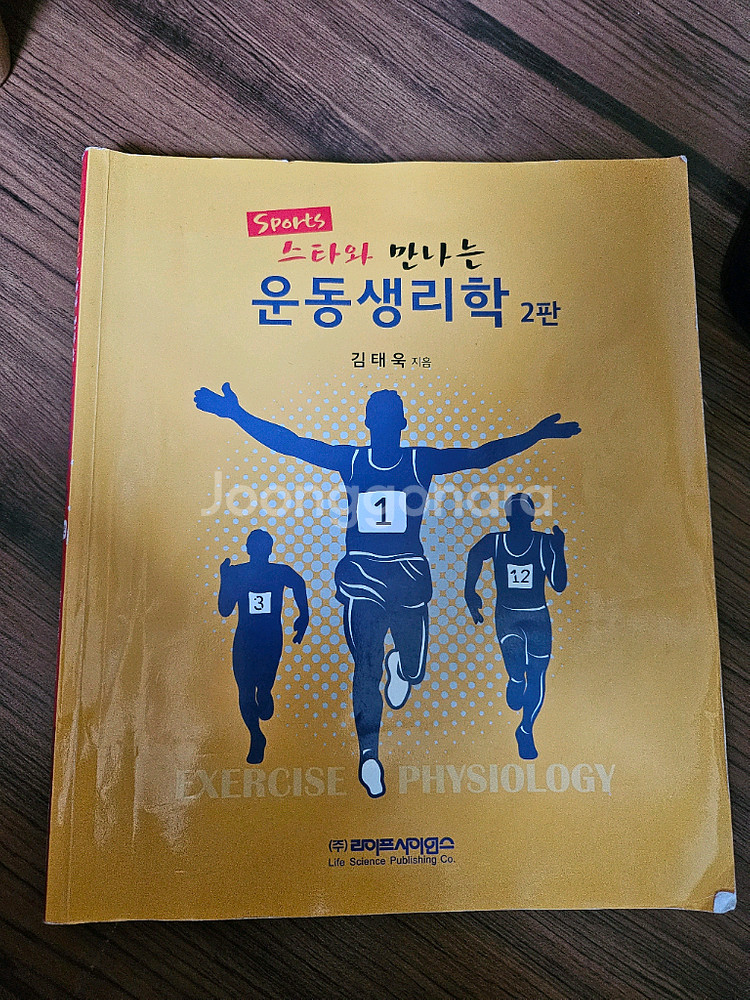 Sports
스타와 만나는
운동생리학 2판
김태욱 지음
Joonggonara
1
3
12
EXERCISE PHYSIOLOGY
(주)라이프사이언스
Life Science Publishing Co.